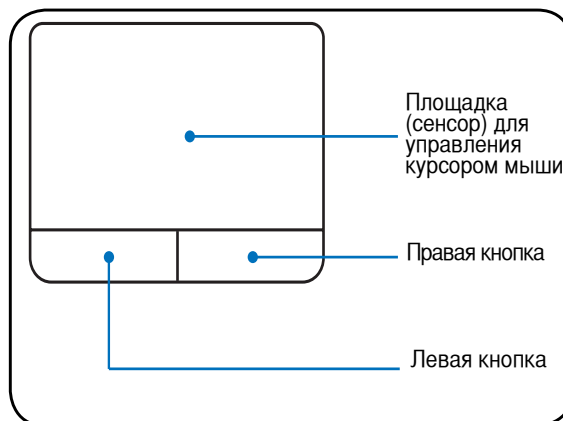 Площадка
(сенсор) для
управления
курсором мыши
Правая кнопка
Левая кнопка